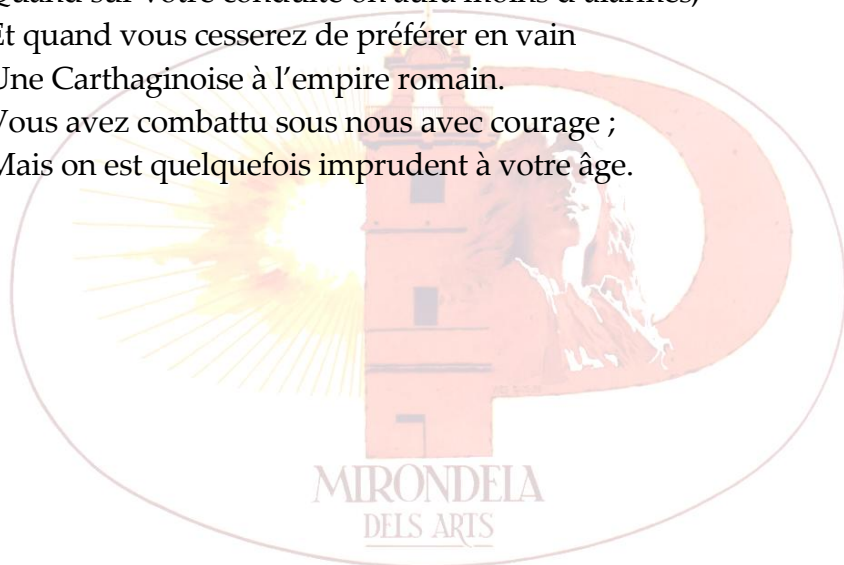 Et quand vous cesserez de préférer en vain
Une Carthaginoise à l’empire romain.
Vous avez combattu sous nous avec courage ;
Mais on est quelquefois imprudent à votre âge.
MIRONDELA
DELS ARTS